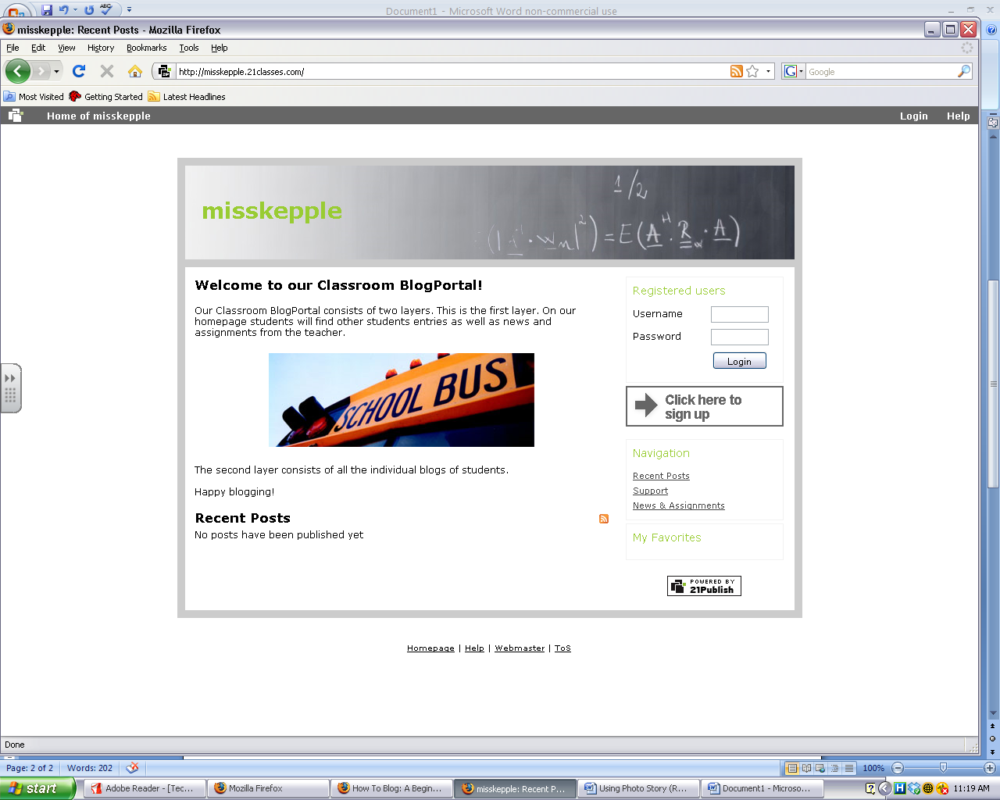 Document1 - Microsoft Word non-commercial use
misskepple: Recent Posts - Mozilla Firefox
File Edit View History Bookmarks Tools Help
http://misskepple.21classes.com/
Google
Most Visited Getting Started Latest Headlines
Home of misskepple Login Help
misskepple
1/2
Welcome to our Classroom BlogPortal!
Our Classroom BlogPortal consists of two layers. This is the first layer. On our
homepage students will find other students entries as well as news and
assignments from the teacher.
SCHOOL BUS
The second layer consists of all the individual blogs of students.
Happy blogging!
Recent Posts
No posts have been published yet
Registered users
Username
Password
Login
Click here to
sign up
Navigation
Recent Posts
Support
News & Assignments
My Favorites
POWERED BY
21Publish
Homepage | Help | Webmaster | ToS
Done
Page: 2 of 2 Words: 202 100%
start Adobe Reader - [Tec... Mozilla Firefox How To Blog: A Begin... misskepple: Recent P... Using Photo Story (R... Document1 - Microso... 11:19 AM